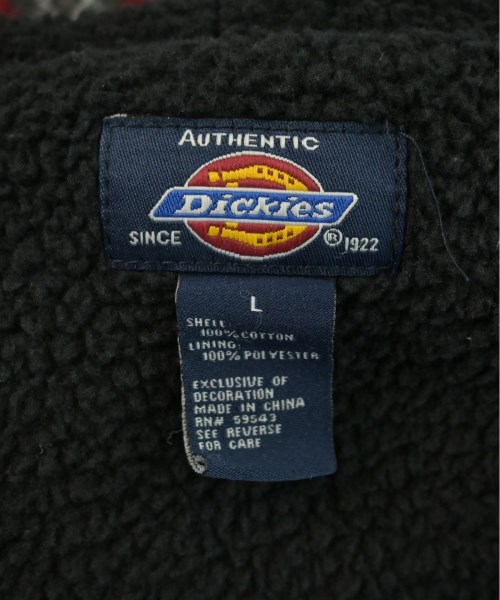 AUTHENTIC
Dickies
SINCE ® 1922
L
SHELL:
100% COTTON
LINING:
100% POLYESTER
EXCLUSIVE OF
DECORATION
MADE IN CHINA
RN# 59543
SEE REVERSE
FOR CARE